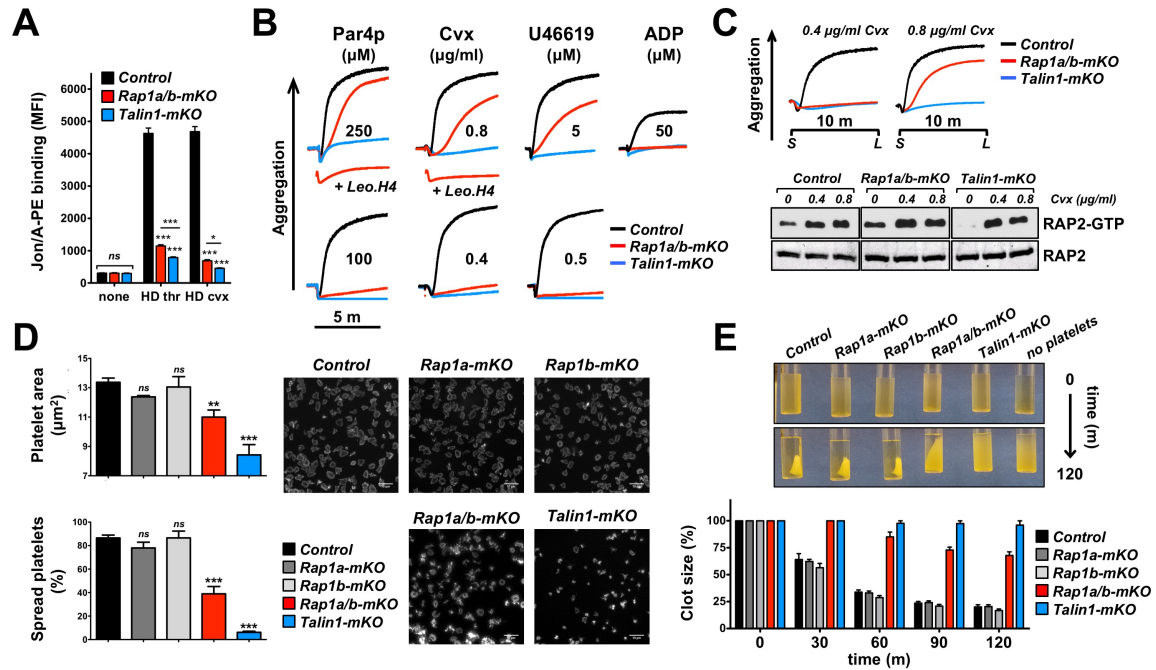 A
Control
Rap1a/b-mKO
Talin1-mKO
Jon/A-PE binding (MFI)
6000
5000
4000
3000
2000
1000
0
ns
***
***
***
*
***
***
none
HD thr
HD cvx
B
Par4p
(µM)
Cvx
(µg/ml)
U46619
(µM)
ADP
(µM)
Aggregation
250
0.8
5
50
+ Leo.H4
+ Leo.H4
100
0.4
0.5
Control
Rap1a/b-mKO
Talin1-mKO
5 m
C
0.4 µg/ml Cvx
0.8 µg/ml Cvx
Control
Rap1a/b-mKO
Talin1-mKO
Aggregation
10 m
10 m
S
L
S
L
Control
Rap1a/b-mKO
Talin1-mKO
0
0.4
0.8
0
0.4
0.8
0
0.4
0.8
Cvx (µg/ml)
RAP2-GTP
RAP2
D
Platelet area
(µm²)
15
13
11
9
7
ns
ns
**
***
Control
Rap1a-mKO
Rap1b-mKO
Spread platelets
(%)
100
80
60
40
20
0
ns
ns
***
***
Control
Rap1a-mKO
Rap1b-mKO
Rap1a/b-mKO
Talin1-mKO
Rap1a/b-mKO
Talin1-mKO
E
Control
Rap1a-mKO
Rap1b-mKO
Rap1a/b-mKO
Talin1-mKO
no platelets
0
time (m)
120
Clot size (%)
100
75
50
25
0
Control
Rap1a-mKO
Rap1b-mKO
Rap1a/b-mKO
Talin1-mKO
0
30
60
90
120
time (m)